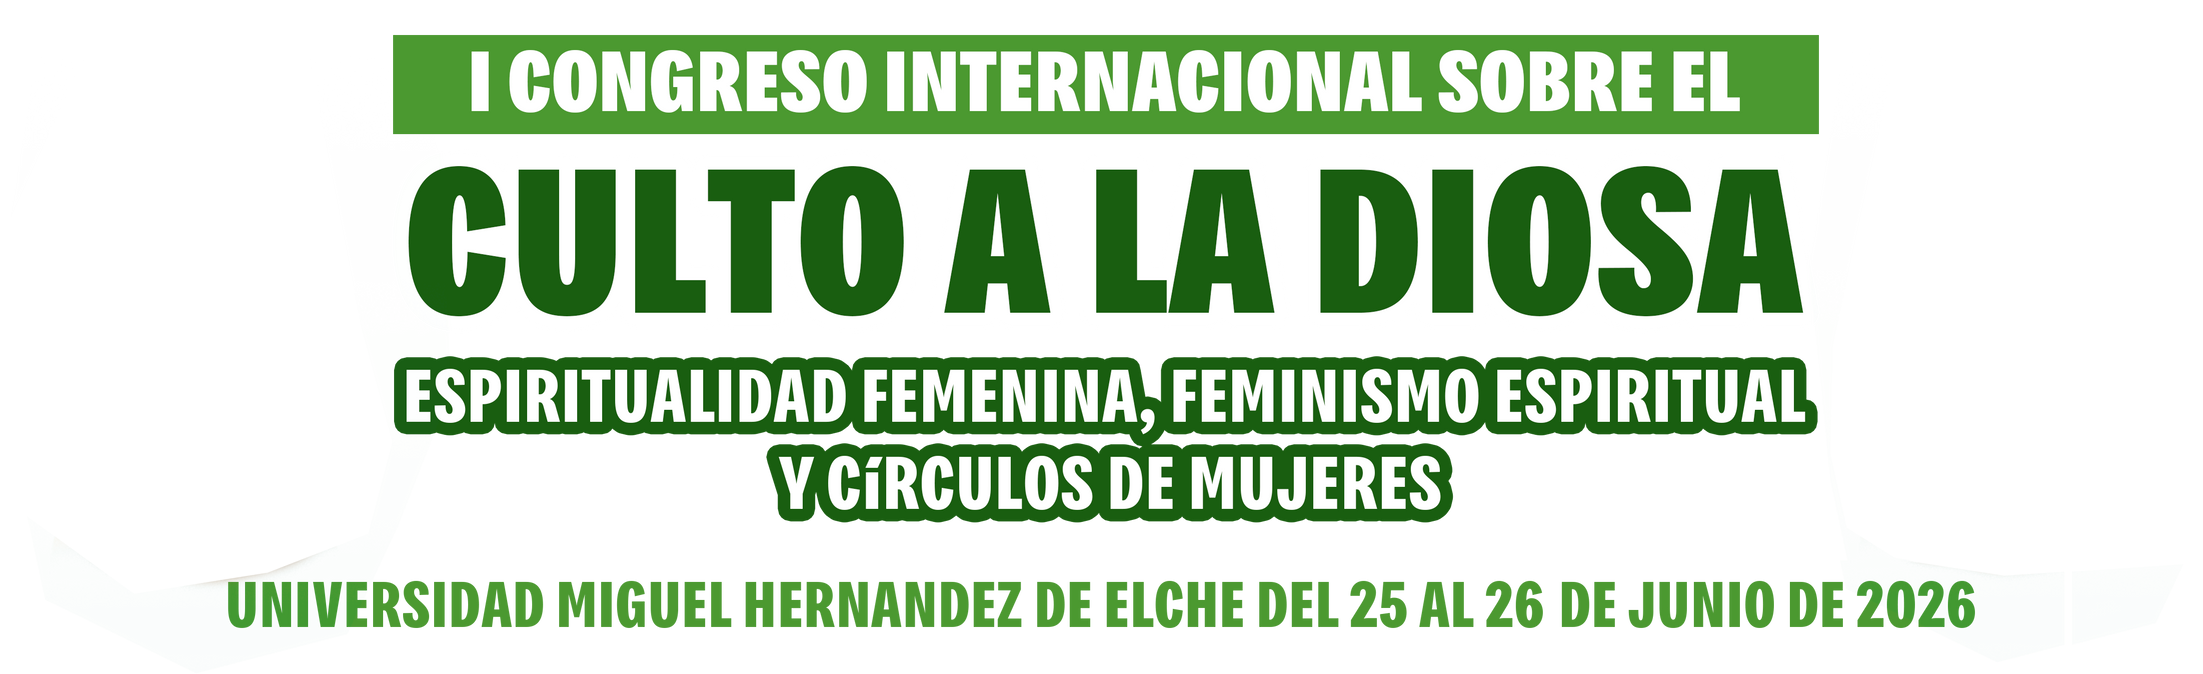 I CONGRESO INTERNACIONAL SOBRE EL
CULTO A LA DIOSA
ESPIRITUALIDAD FEMENINA, FEMINISMO ESPIRITUAL
Y CíRCULOS DE MUJERES
UNIVERSIDAD MIGUEL HERNANDEZ DE ELCHE DEL 25 AL 26 DE JUNIO DE 2026